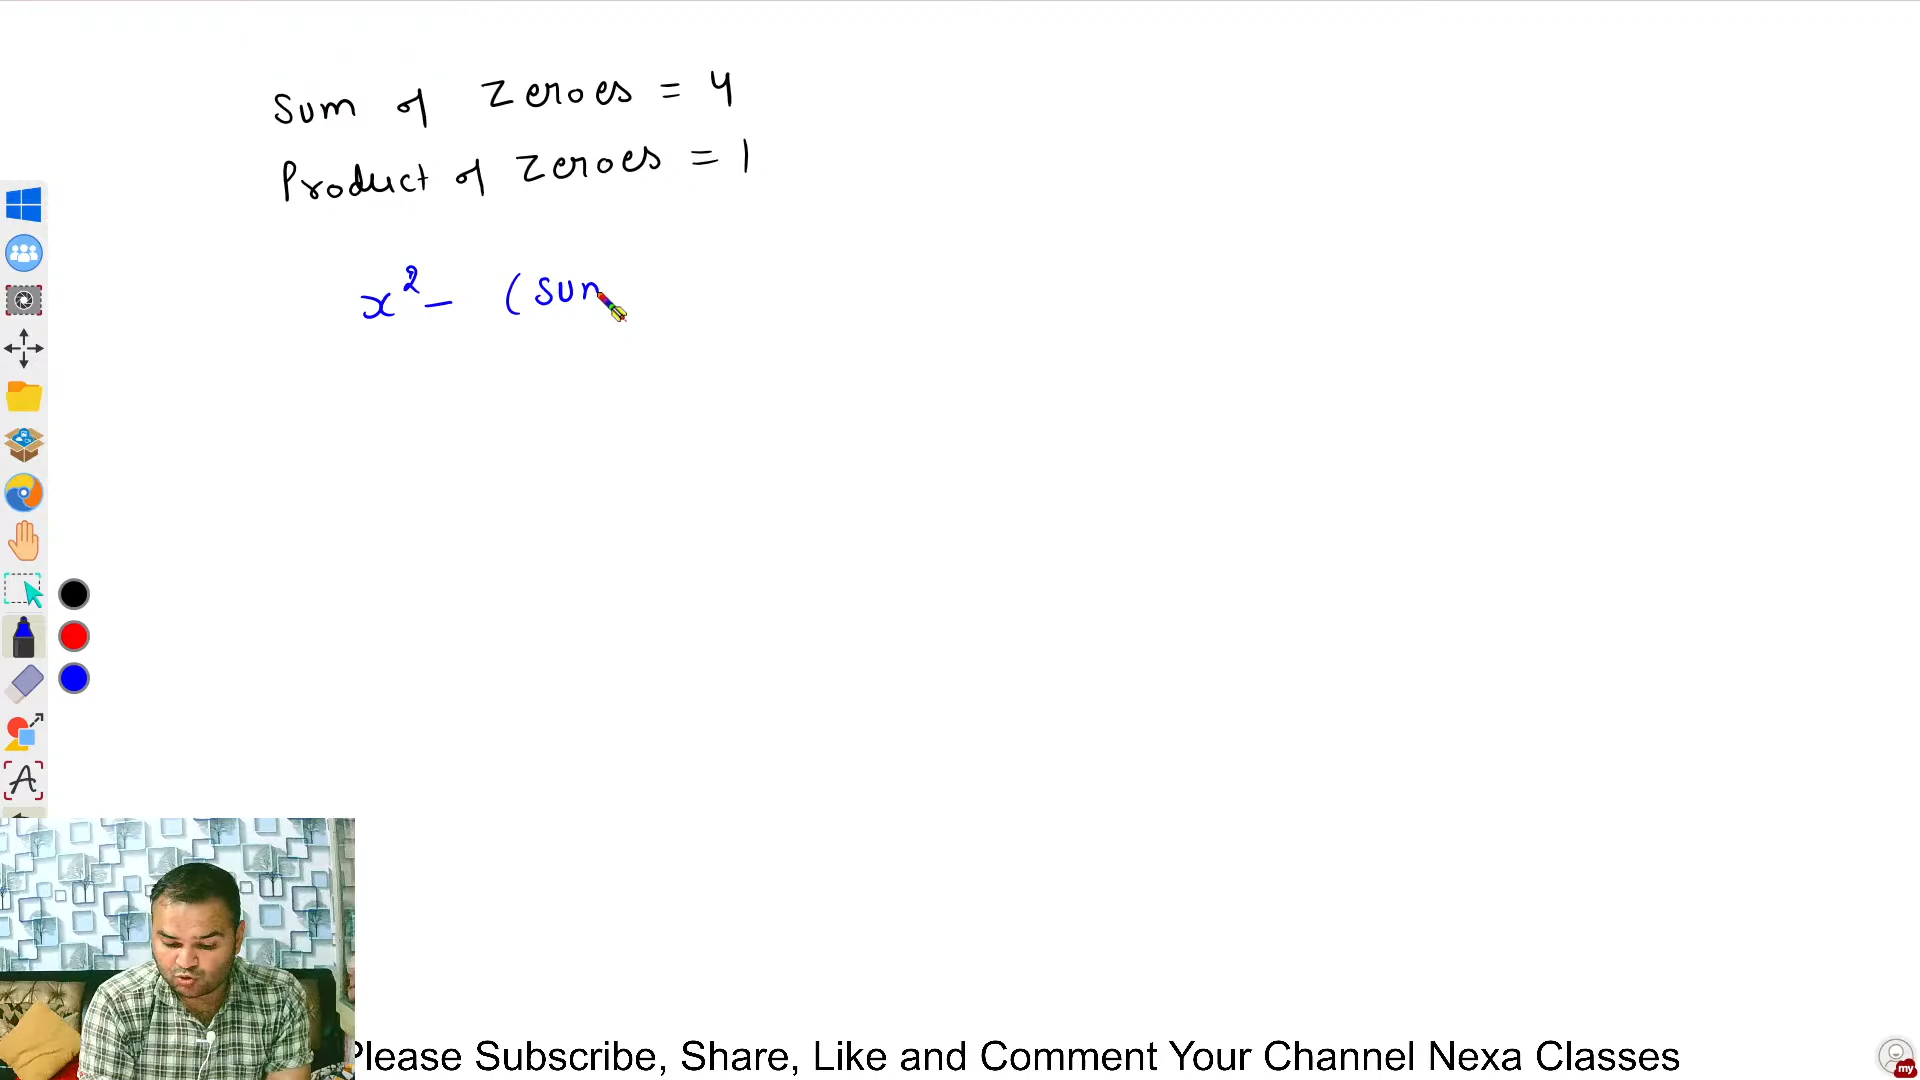 Sum of Zeroes = 4
Product of Zeroes = 1
x² - (sun
Please Subscribe, Share, Like and Comment Your Channel Nexa Classes
my